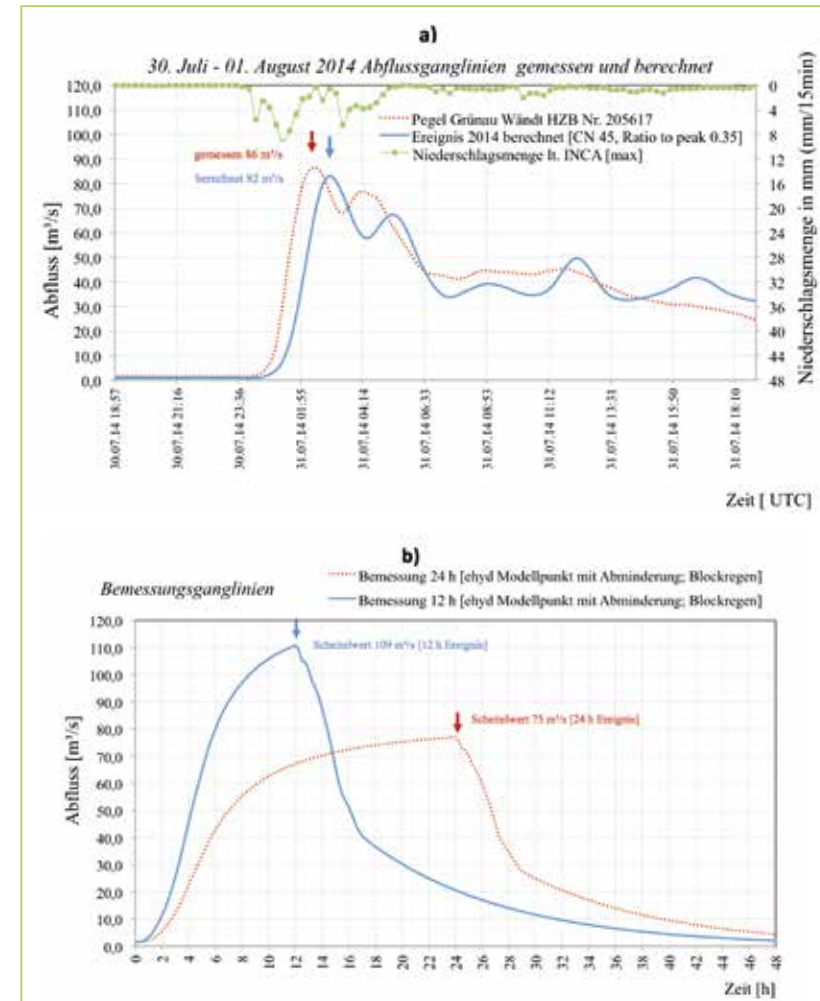 a)
30. Juli - 01. August 2014 Abflussganglinien gemessen und berechnet
120,0
110,0
100,0
90,0
80,0
70,0
60,0
50,0
40,0
30,0
20,0
10,0
0,0
Abfluss [m³/s]
0
4
8
12
16
20
24
28
32
36
40
44
48
Niederschlagsmenge in mm (mm/15min)
Pegel Grünau Wändt HZB Nr. 205617
Ereignis 2014 berechnet [CN 45, Ratio to peak 0.35]
Niederschlagsmenge lt. INCA [max]
gemessen 86 m³/s
berechnet 82 m³/s
30.07.14 18:57
30.07.14 21:16
30.07.14 23:36
31.07.14 01:55
31.07.14 04:14
31.07.14 06:33
31.07.14 08:53
31.07.14 11:12
31.07.14 13:31
31.07.14 15:50
31.07.14 18:10
Zeit [ UTC]
b)
Bemessungsganglinien
Bemessung 24 h [ehyd Modellpunkt mit Abminderung; Blockregen]
Bemessung 12 h [ehyd Modellpunkt mit Abminderung; Blockregen]
120,0
110,0
100,0
90,0
80,0
70,0
60,0
50,0
40,0
30,0
20,0
10,0
0,0
Abfluss [m³/s]
Scheitelwert 109 m³/s [12 h Ereignis]
Scheitelwert 75 m³/s [24 h Ereignis]
0 2 4 6 8 10 12 14 16 18 20 22 24 26 28 30 32 34 36 38 40 42 44 46 48
Zeit [h]